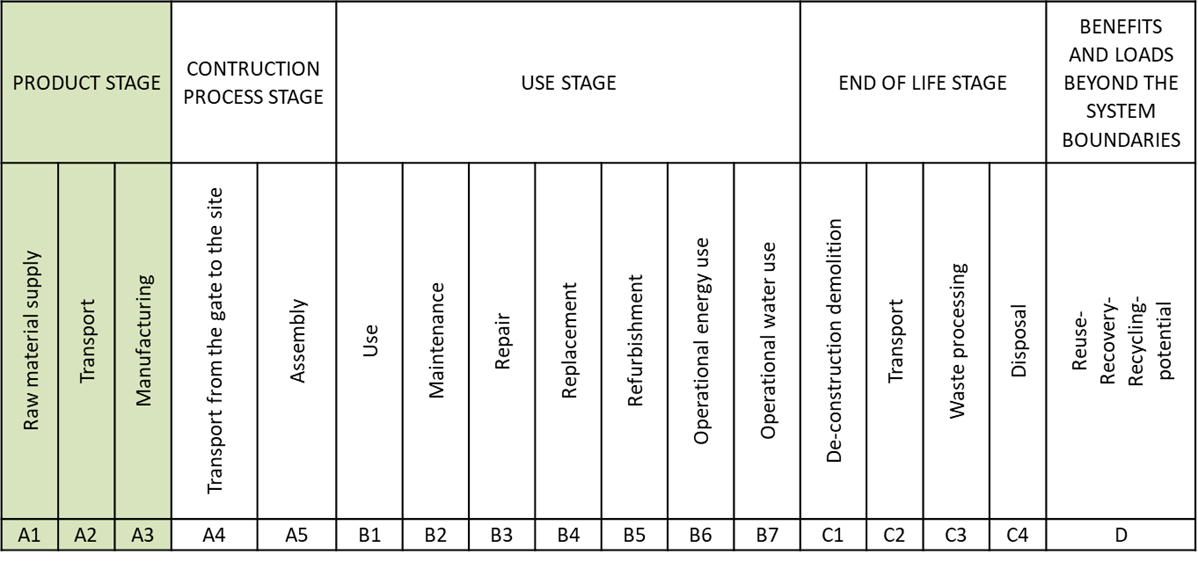 PRODUCT STAGE
CONTRUCTION
PROCESS STAGE
USE STAGE
END OF LIFE STAGE
BENEFITS
AND LOADS
BEYOND THE
SYSTEM
BOUNDARIES
Raw material supply
Transport
Manufacturing
Transport from the gate to the site
Assembly
Use
Maintenance
Repair
Replacement
Refurbishment
Operational energy use
Operational water use
De-construction demolition
Transport
Waste processing
Disposal
Reuse-
Recovery-
Recycling-
potential
A1 A2 A3 A4 A5 B1 B2 B3 B4 B5 B6 B7 C1 C2 C3 C4 D